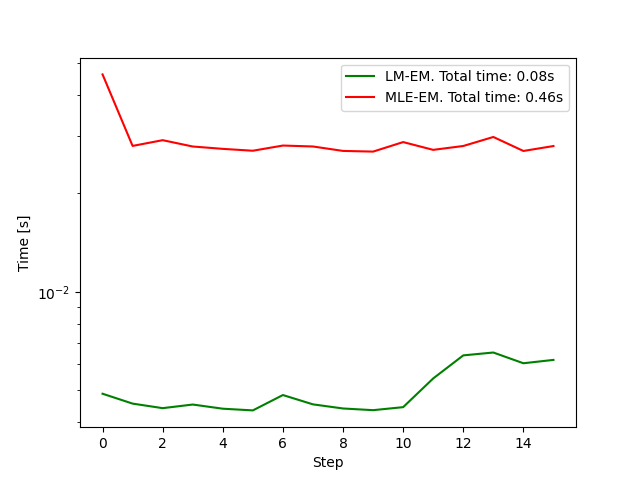 LM-EM. Total time: 0.08s
MLE-EM. Total time: 0.46s
Time [s]
10⁻²
0 2 4 6 8 10 12 14
Step